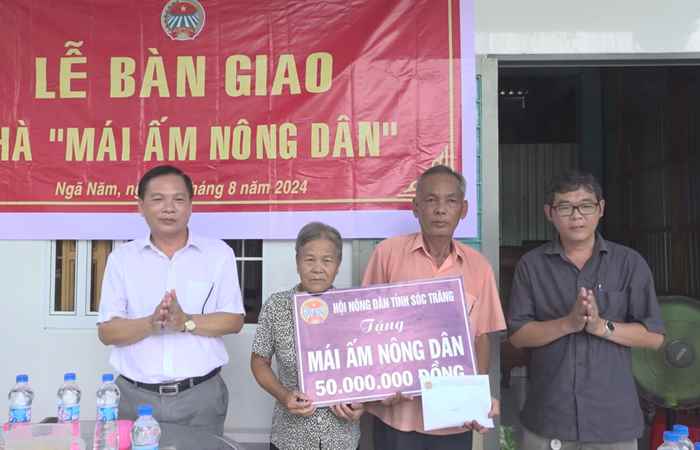 LỄ BÀN GIAO
HÀ "MÁI ẤM NÔNG DÂN"
Ngã Năm, tháng 8 năm 2024
HỘI NÔNG DÂN TỈNH SÓC TRĂNG
Tặng
MÁI ẤM NÔNG DÂN
50.000.000 ĐỒNG